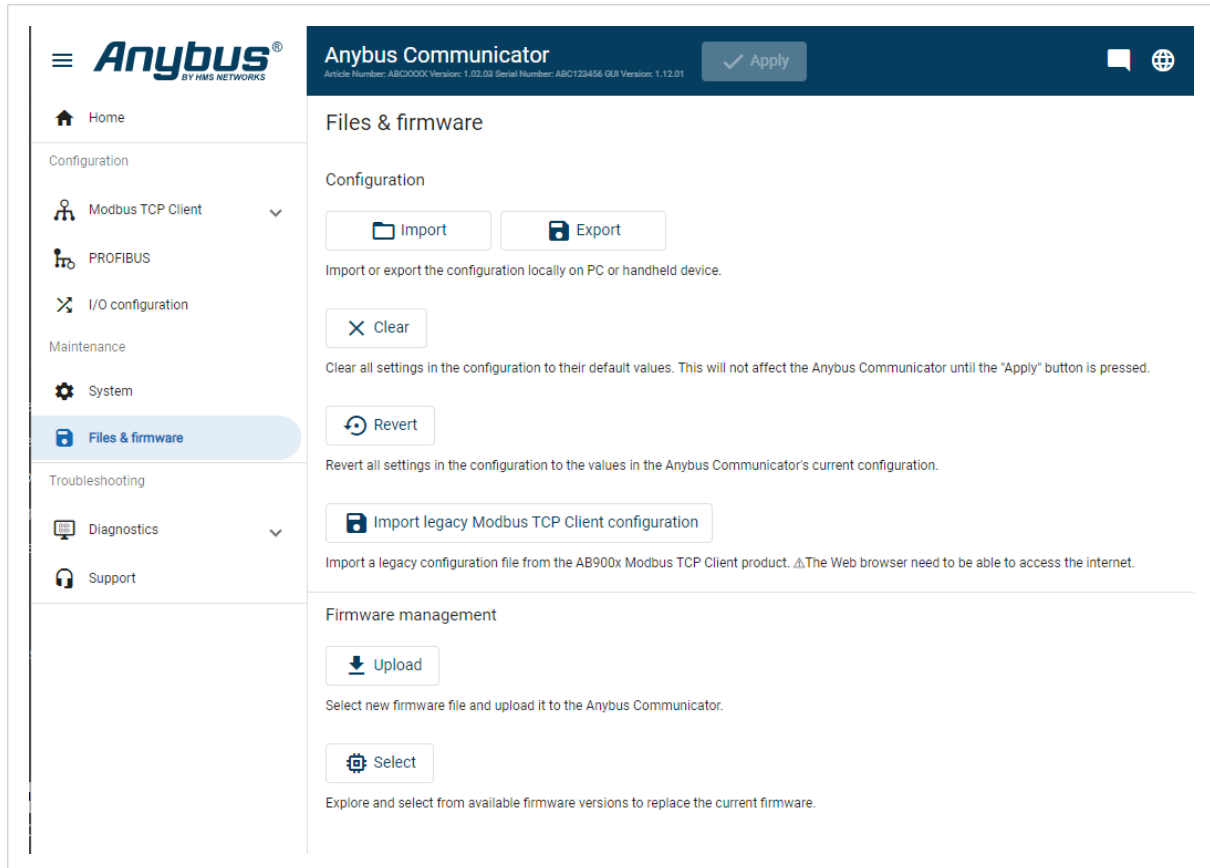 Anybus®
BY HMS NETWORKS
Anybus Communicator
Article Number: ABCXXXX Version: 1.02.03 Serial Number: ABC123456 GUI Version: 1.12.01
Apply
Home
Configuration
Modbus TCP Client
PROFIBUS
I/O configuration
Maintenance
System
Files & firmware
Troubleshooting
Diagnostics
Support
Files & firmware
Configuration
Import
Export
Import or export the configuration locally on PC or handheld device.
Clear
Clear all settings in the configuration to their default values. This will not affect the Anybus Communicator until the "Apply" button is pressed.
Revert
Revert all settings in the configuration to the values in the Anybus Communicator's current configuration.
Import legacy Modbus TCP Client configuration
Import a legacy configuration file from the AB900x Modbus TCP Client product. ⚠The Web browser need to be able to access the internet.
Firmware management
Upload
Select new firmware file and upload it to the Anybus Communicator.
Select
Explore and select from available firmware versions to replace the current firmware.